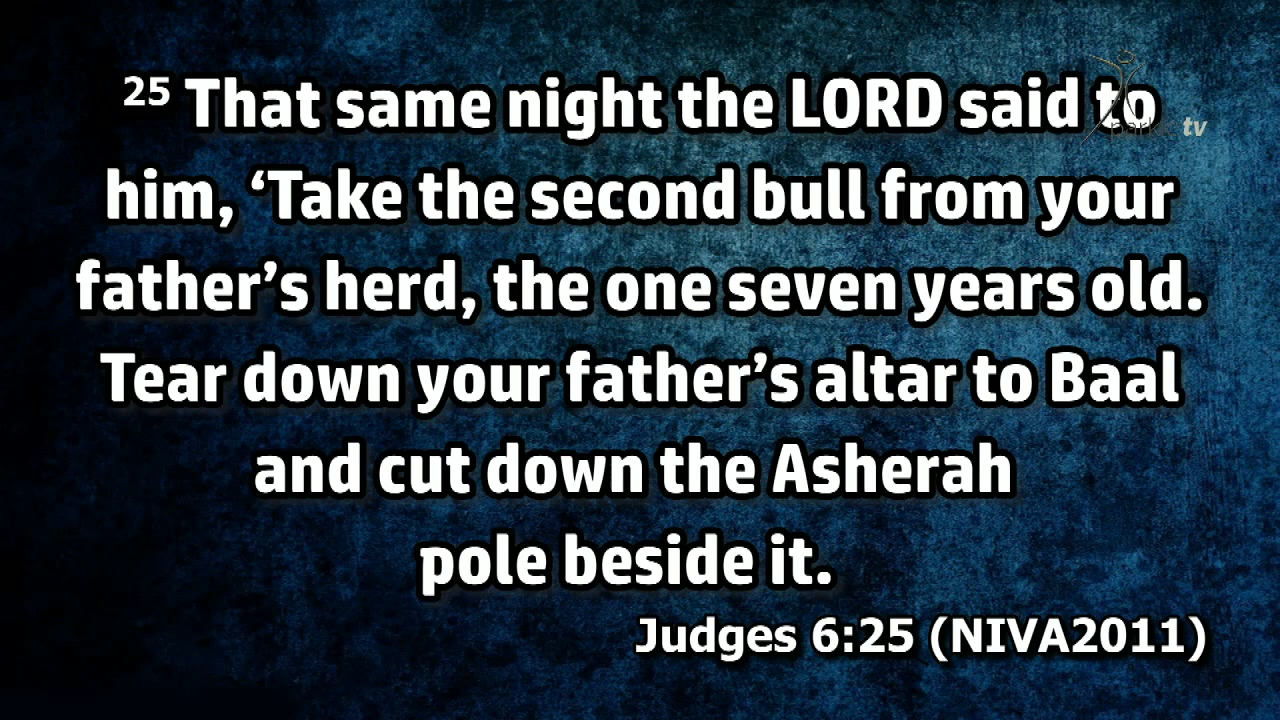 25 That same night the LORD said to
him, ‘Take the second bull from your
father’s herd, the one seven years old.
Tear down your father’s altar to Baal
and cut down the Asherah
pole beside it.
Judges 6:25 (NIVA2011)
tv